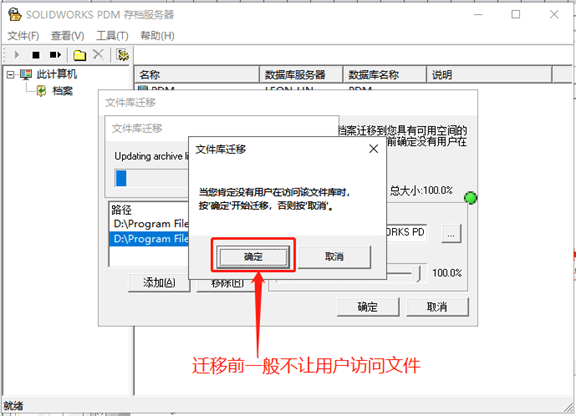 SOLIDWORKS PDM 存档服务器
文件(F) 查看(V) 工具(T) 帮助(H)
此计算机
档案
名称 数据库服务器 数据库名称 说明
PDM LEON-LIN PDM
文件库迁移
档案迁移到您具有可用空间的
前确定没有用户在
文件库迁移
Updating archive li
总大小:100.0%
文件库迁移
当您肯定没有用户在访问该文件库时,
按'确定'开始迁移，否则按'取消'。
确定 取消
路径
D:\Program File
D:\Program File
ORKS PD ...
100.0%
添加(A) 移除(R)
确定 取消
迁移前一般不让用户访问文件
就绪